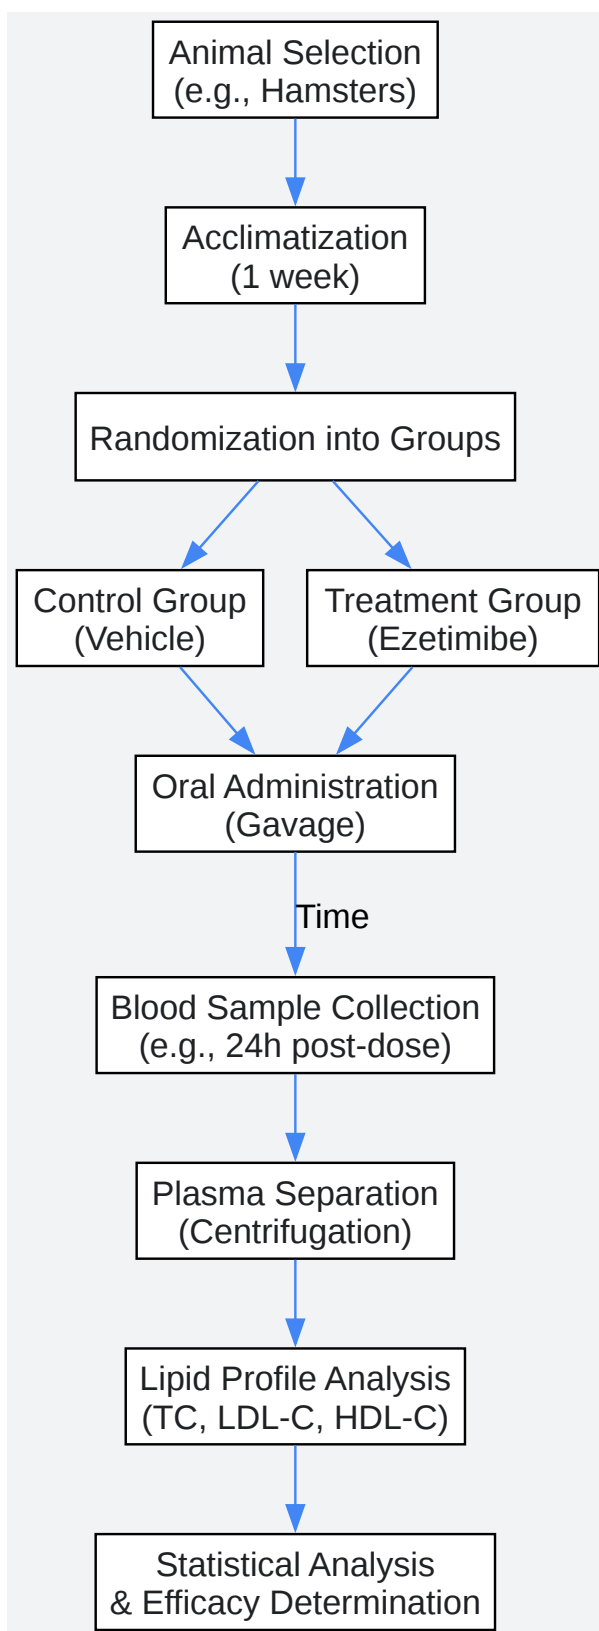 Animal Selection
(e.g., Hamsters)
Acclimatization
(1 week)
Randomization into Groups
Control Group
(Vehicle)
Treatment Group
(Ezetimibe)
Oral Administration
(Gavage)
Time
Blood Sample Collection
(e.g., 24h post-dose)
Plasma Separation
(Centrifugation)
Lipid Profile Analysis
(TC, LDL-C, HDL-C)
Statistical Analysis
& Efficacy Determination